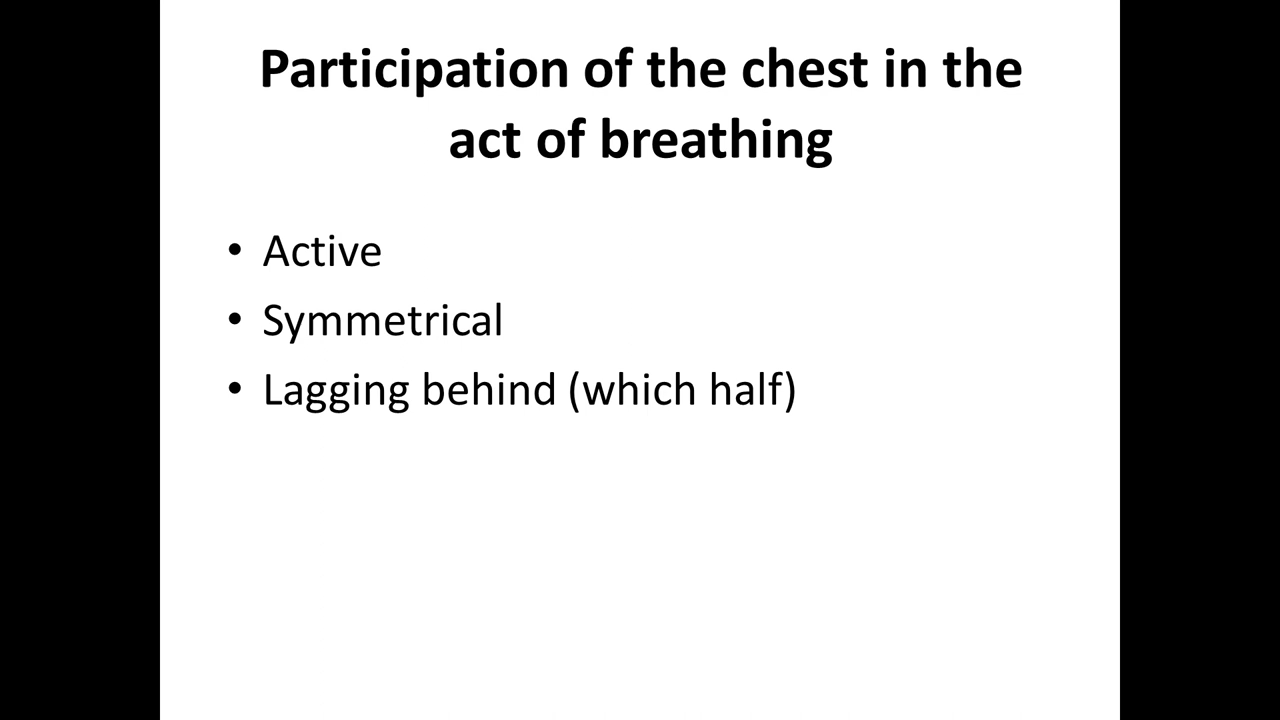 Participation of the chest in the
act of breathing
• Active
• Symmetrical
• Lagging behind (which half)